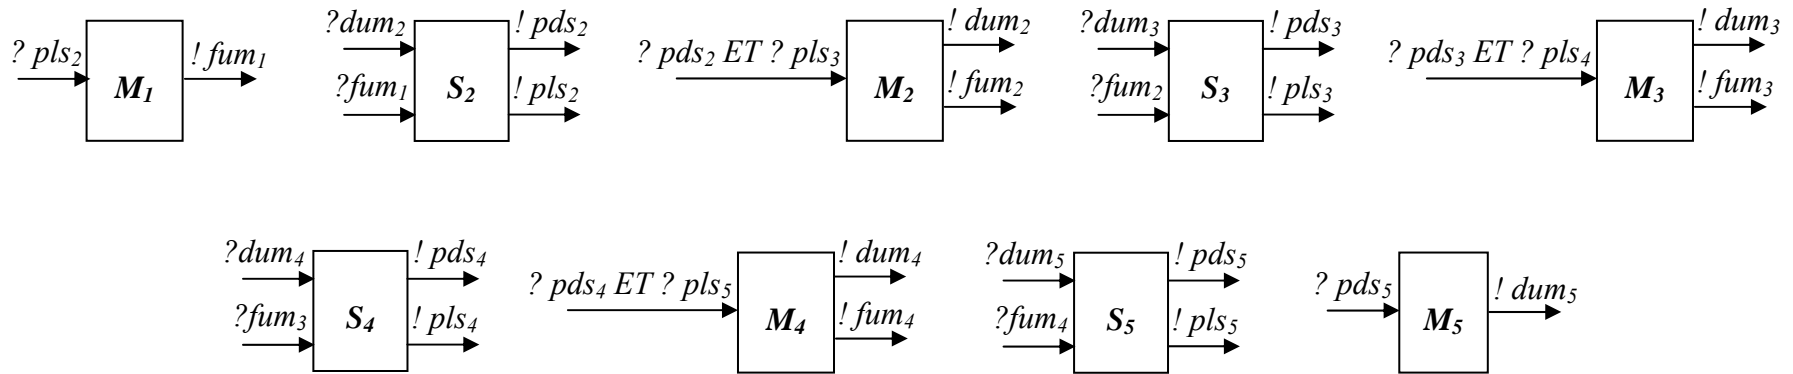 ? pls2 M1 ! fum1
?dum2 ?fum1 S2 ! pds2 ! pls2
? pds2 ET ? pls3 M2 ! dum2 ! fum2
?dum3 ?fum2 S3 ! pds3 ! pls3
? pds3 ET ? pls4 M3 ! dum3 ! fum3
?dum4 ?fum3 S4 ! pds4 ! pls4
? pds4 ET ? pls5 M4 ! dum4 ! fum4
?dum5 ?fum4 S5 ! pds5 ! pls5
? pds5 M5 ! dum5